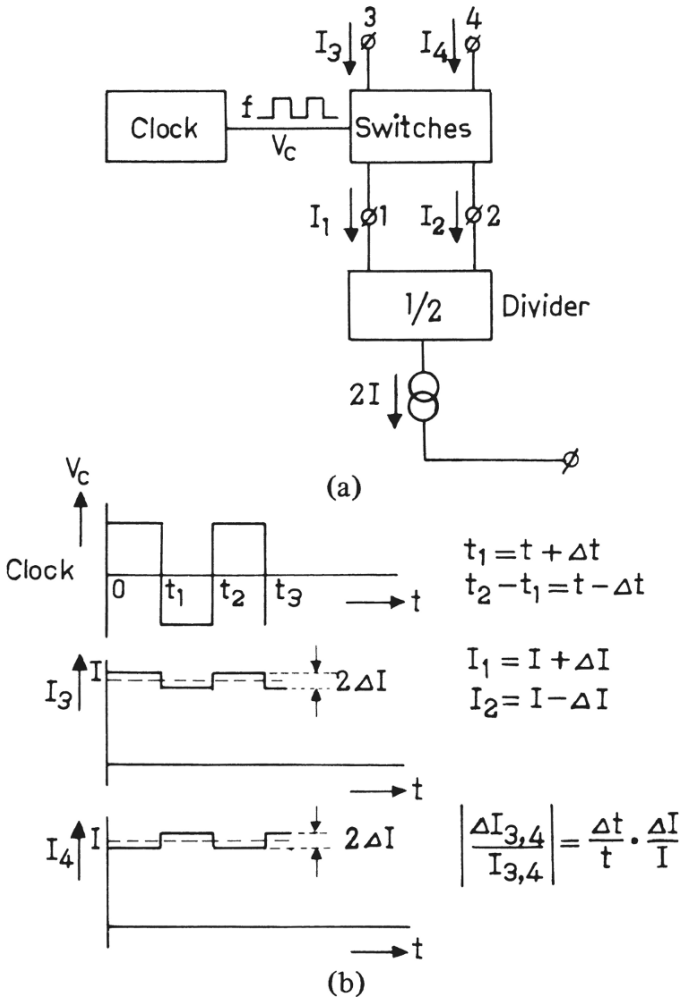 3 4
I₃ I₄
Clock f V_C Switches
I₁ 1 I₂ 2
1/2 Divider
2I
(a)
V_C
Clock 0 t₁ t₂ t₃ t
t₁ = t + Δt
t₂ - t₁ = t - Δt
I₃ I 2ΔI
t
I₁ = I + ΔI
I₂ = I - ΔI
I₄ I 2ΔI
t
|ΔI₃,₄ / I₃,₄| = Δt/t · ΔI/I
(b)